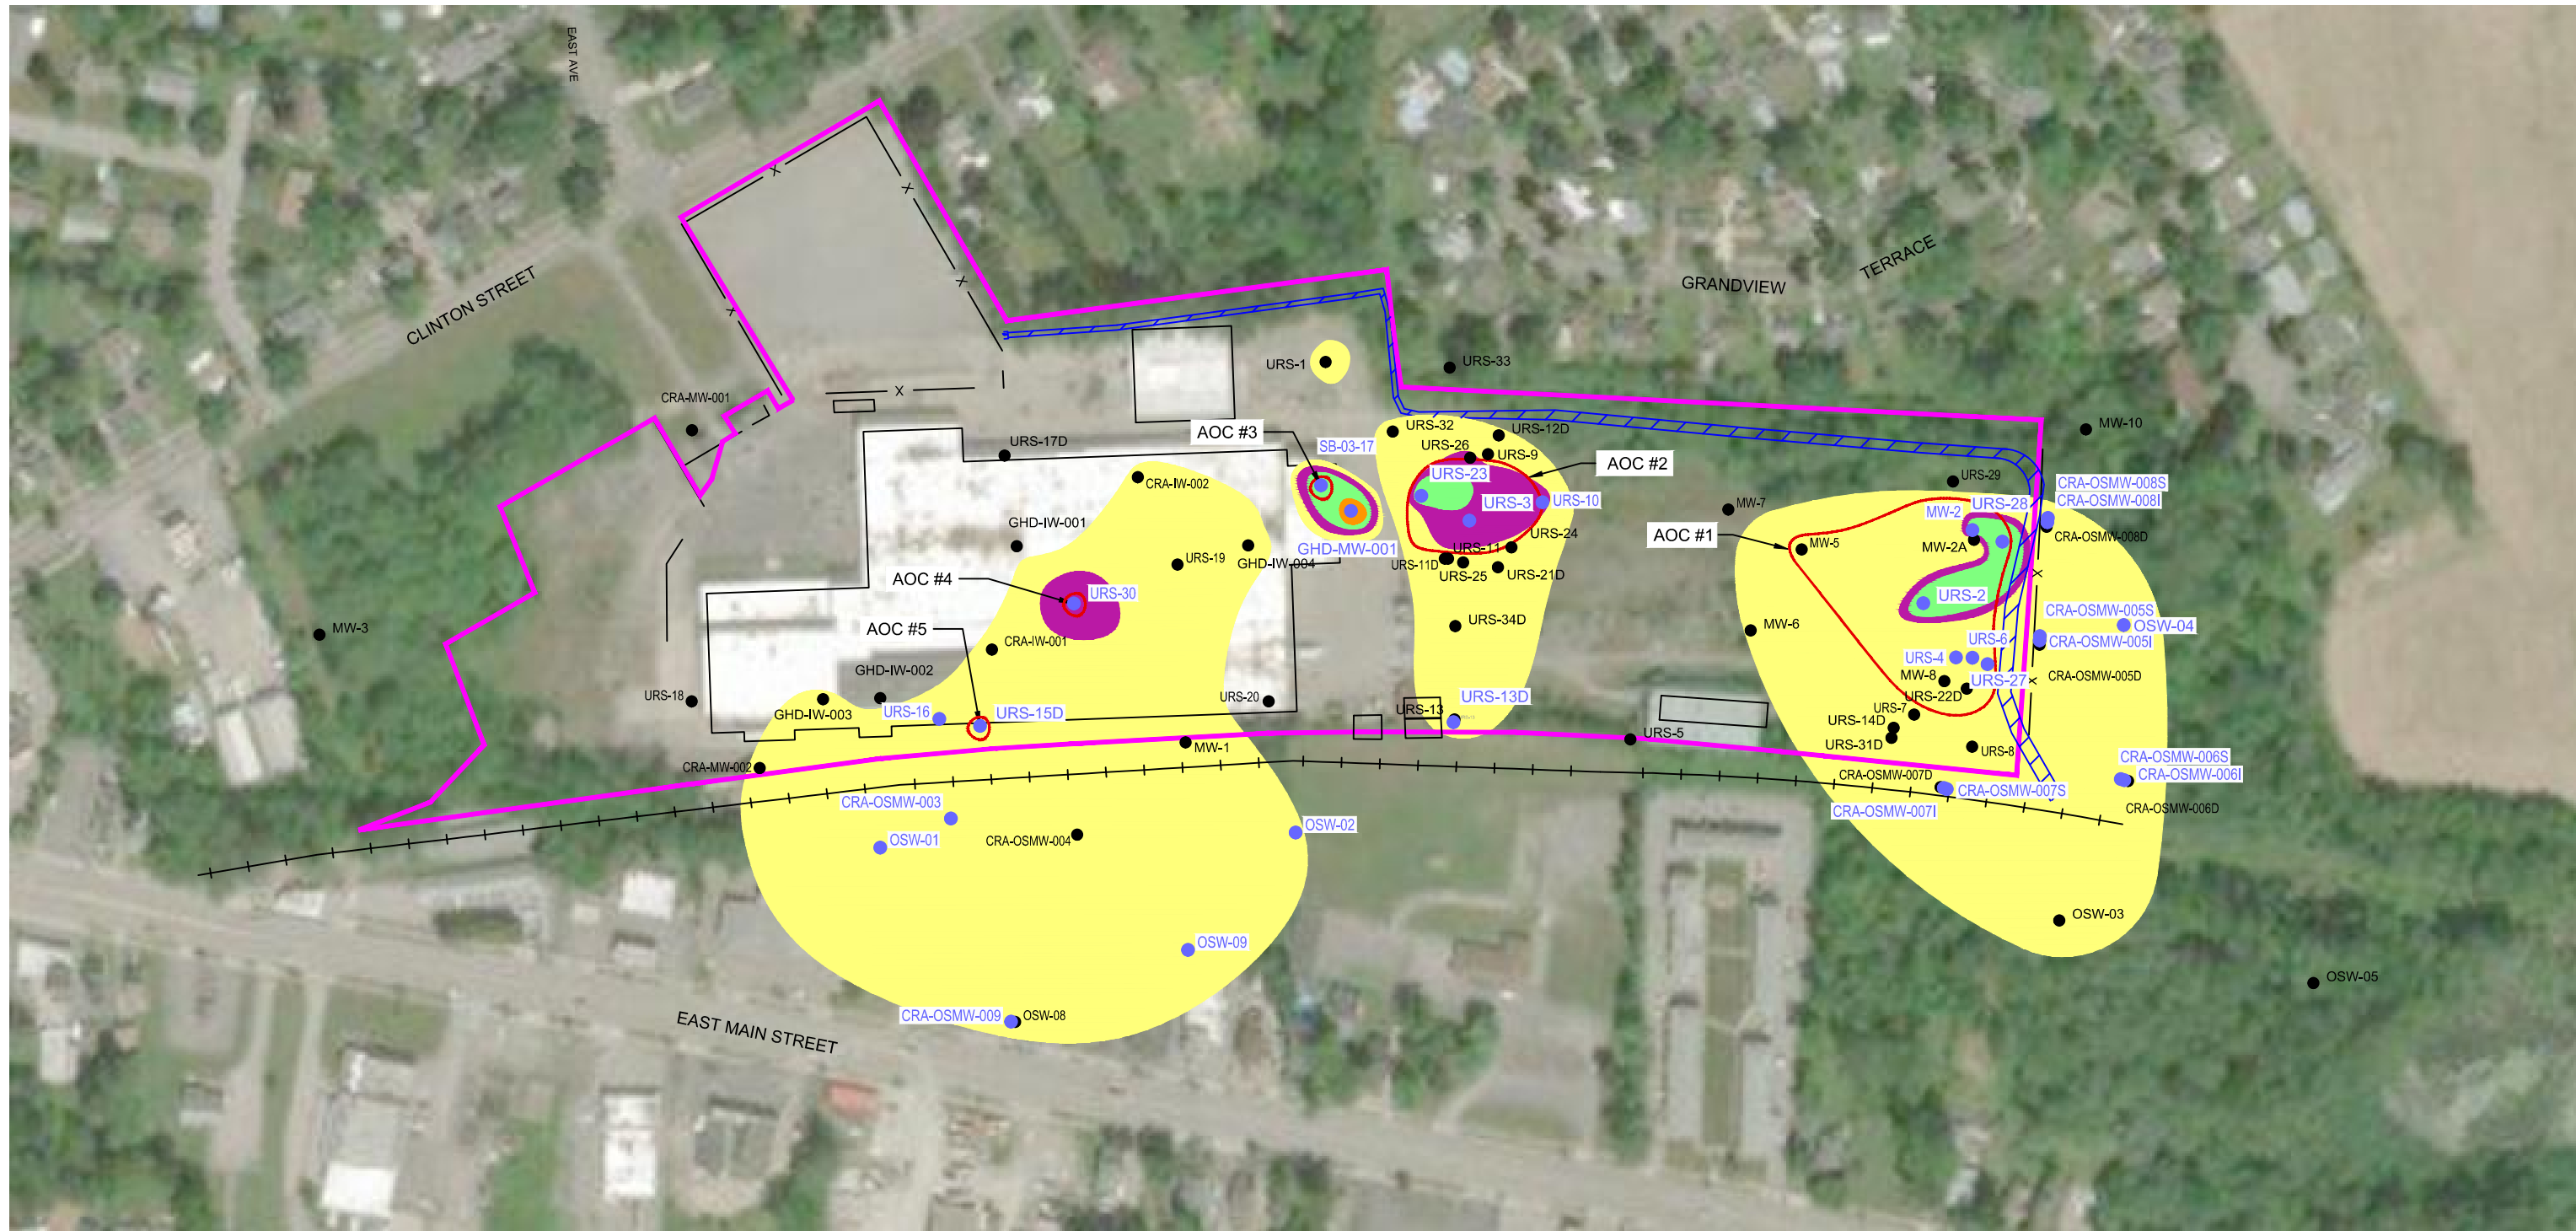 EAST AVE
CLINTON STREET
GRANDVIEW
TERRACE
URS-1
URS-33
CRA-MW-001
AOC #3
SB-03-17
URS-32
URS-12D
MW-10
URS-17D
URS-26
URS-9
AOC #2
URS-23
CRA-IW-002
URS-29
CRA-OSMW-008S
URS-3
URS-10
MW-7
URS-28
CRA-OSMW-008I
MW-2
GHD-IW-001
AOC #1
CRA-OSMW-008D
URS-24
MW-5
MW-2A
GHD-MW-001
URS-11
URS-19
GHD-IW-004
URS-11D
URS-25
URS-21D
AOC #4
URS-30
URS-2
CRA-OSMW-005S
MW-3
AOC #5
URS-34D
MW-6
OSW-04
URS-6
CRA-OSMW-005I
CRA-IW-001
URS-4
GHD-IW-002
MW-8
URS-27
CRA-OSMW-005D
URS-18
URS-20
URS-13D
URS-22D
GHD-IW-003
URS-16
URS-15D
URS-13
URS-7
URS-14D
URS-5
URS-31D
MW-1
URS-8
CRA-MW-002
CRA-OSMW-006S
CRA-OSMW-007D
CRA-OSMW-006I
CRA-OSMW-007S
CRA-OSMW-003
CRA-OSMW-007I
CRA-OSMW-006D
OSW-02
OSW-01
CRA-OSMW-004
OSW-03
OSW-09
OSW-05
CRA-OSMW-009
OSW-08
EAST MAIN STREET